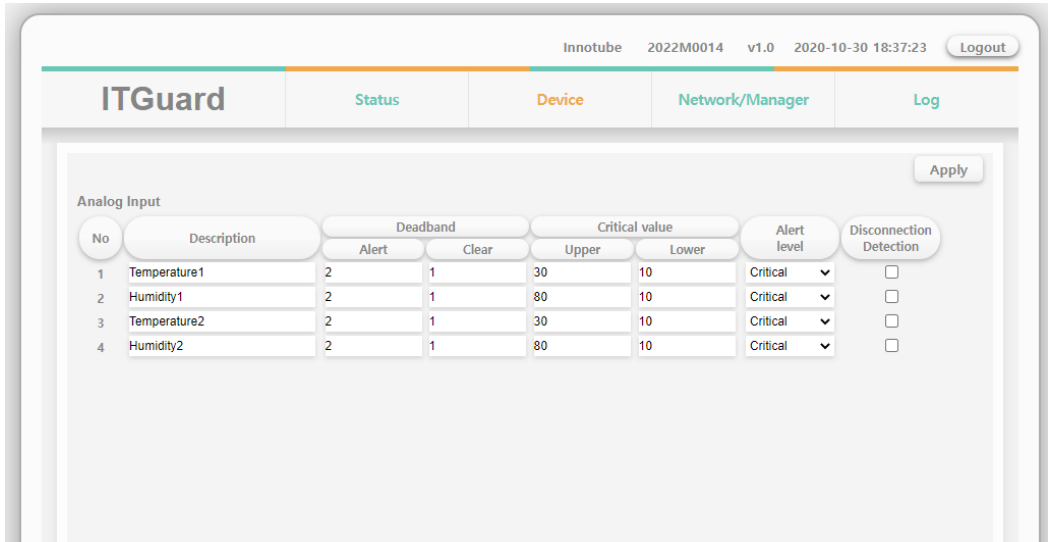 Innotube 2022M0014 v1.0 2020-10-30 18:37:23 Logout
ITGuard Status Device Network/Manager Log
Apply
Analog Input
No Description Deadband Critical value Alert level Disconnection Detection
Alert Clear Upper Lower
1 Temperature1 2 1 30 10 Critical
2 Humidity1 2 1 80 10 Critical
3 Temperature2 2 1 30 10 Critical
4 Humidity2 2 1 80 10 Critical